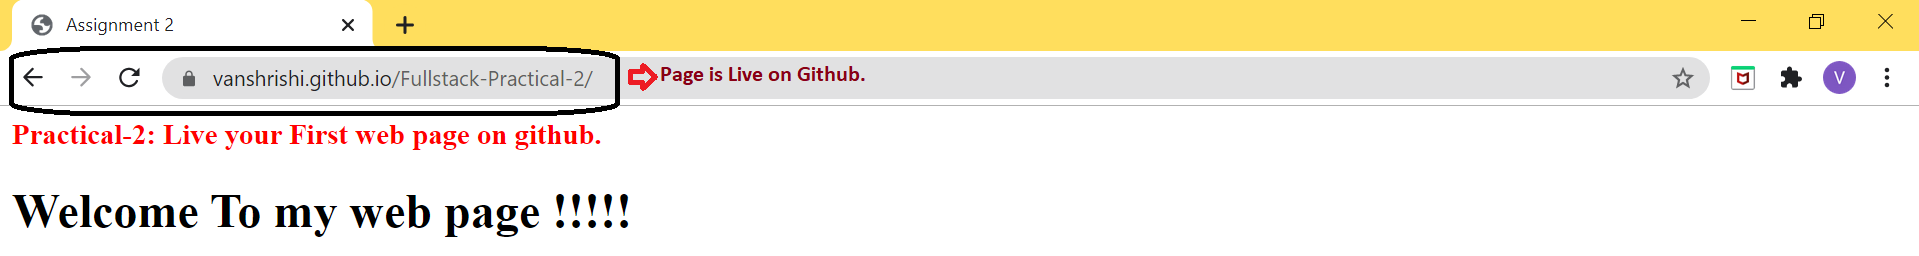 Assignment 2
vanshrishi.github.io/Fullstack-Practical-2/
Page is Live on Github.
V
Practical-2: Live your First web page on github.
Welcome To my web page !!!!!